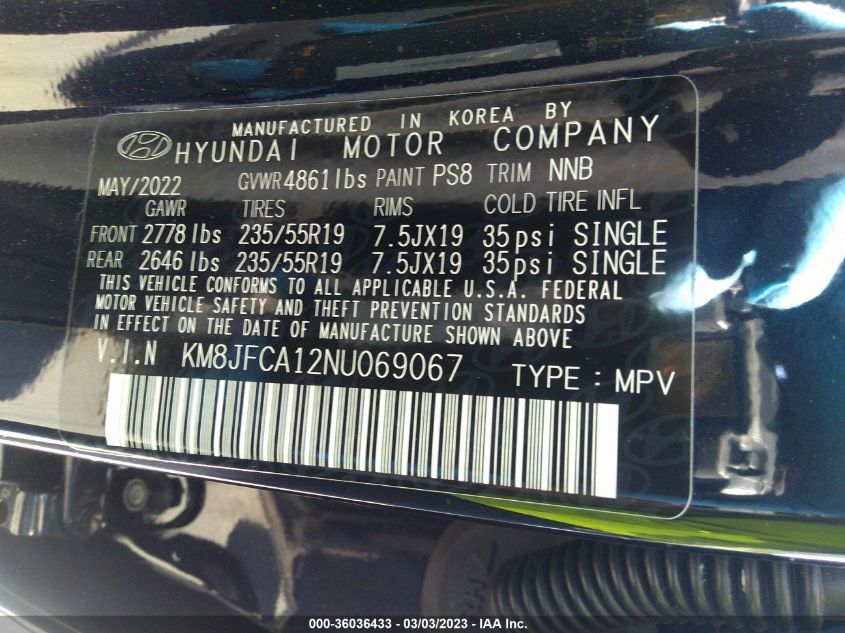 MANUFACTURED IN KOREA BY
HYUNDAI MOTOR COMPANY
MAY/2022 GVWR 4861 lbs PAINT PS8 TRIM NNB
GAWR TIRES RIMS COLD TIRE INFL
FRONT 2778 lbs 235/55R19 7.5JX19 35psi SINGLE
REAR 2646 lbs 235/55R19 7.5JX19 35psi SINGLE
THIS VEHICLE CONFORMS TO ALL APPLICABLE U.S.A. FEDERAL
MOTOR VEHICLE SAFETY AND THEFT PREVENTION STANDARDS
IN EFFECT ON THE DATE OF MANUFACTURE SHOWN ABOVE
V.I.N KM8JFCA12NU069067 TYPE : MPV
000-36036433 - 03/03/2023 - IAA Inc.